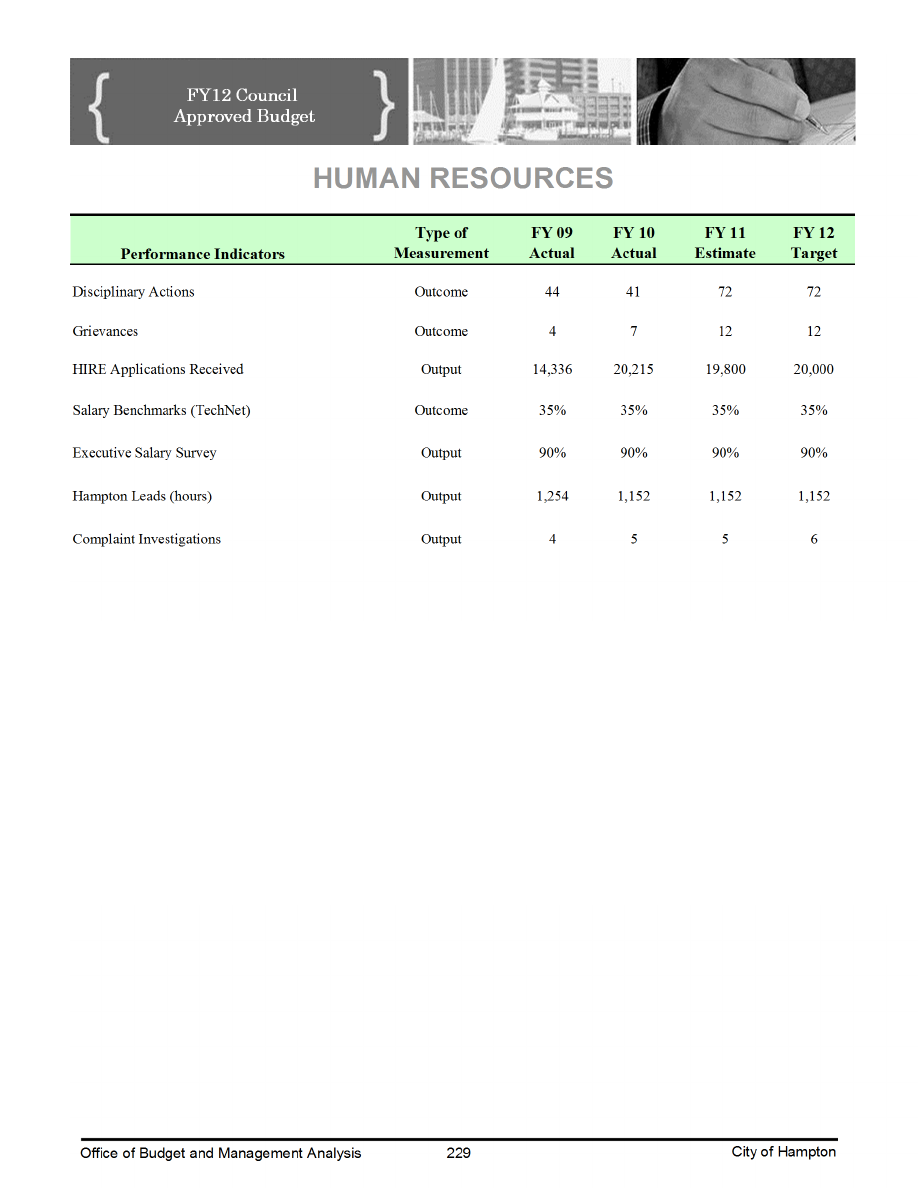 FY12 Council
Approved Budget
HUMAN RESOURCES
Performance Indicators Type of Measurement FY 09 Actual FY 10 Actual FY 11 Estimate FY 12 Target
Disciplinary Actions Outcome 44 41 72 72
Grievances Outcome 4 7 12 12
HIRE Applications Received Output 14,336 20,215 19,800 20,000
Salary Benchmarks (TechNet) Outcome 35% 35% 35% 35%
Executive Salary Survey Output 90% 90% 90% 90%
Hampton Leads (hours) Output 1,254 1,152 1,152 1,152
Complaint Investigations Output 4 5 5 6
Office of Budget and Management Analysis 229 City of Hampton